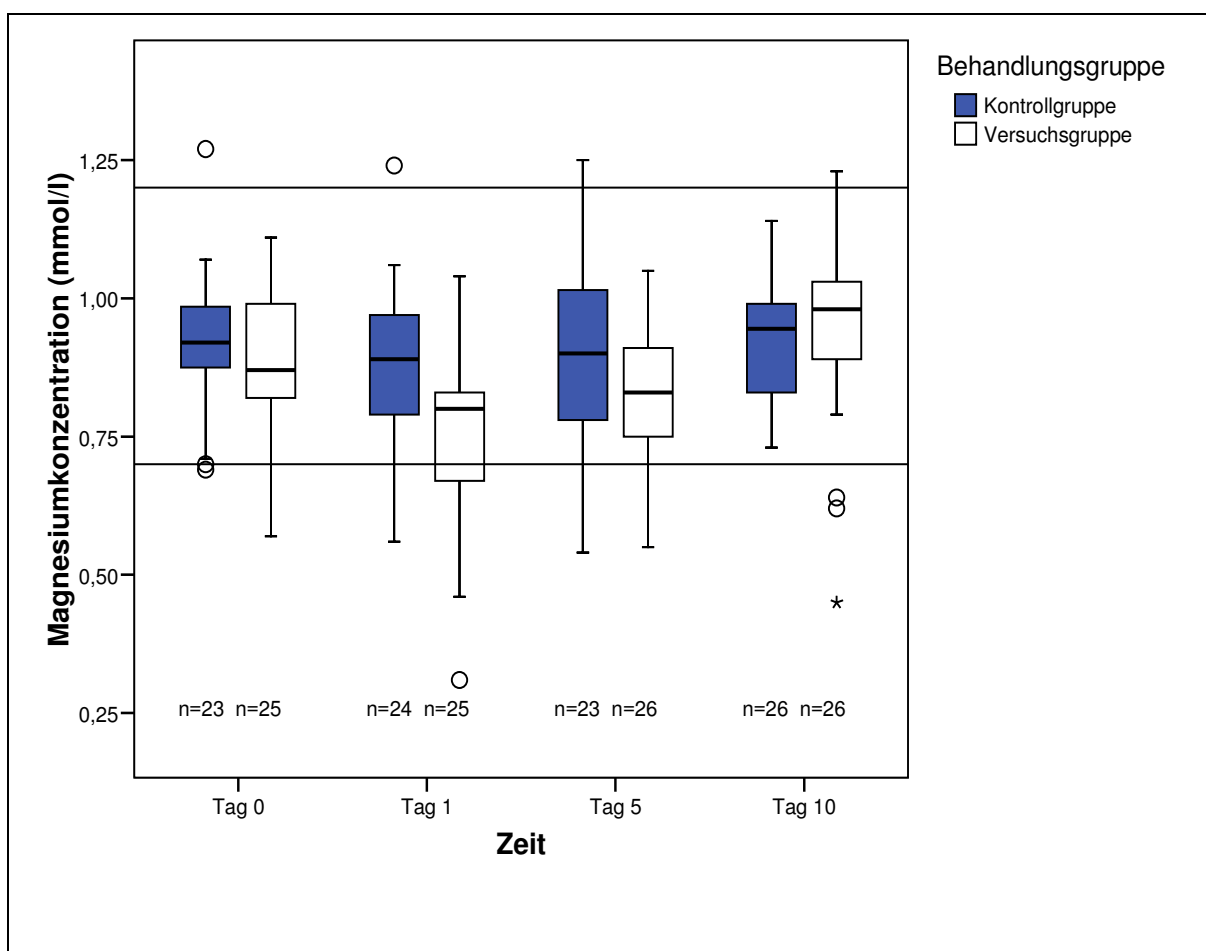 Behandlungsgruppe
Kontrollgruppe
Versuchsgruppe
Magnesiumkonzentration (mmol/l)
1,25
1,00
0,75
0,50
0,25
n=23 n=25 n=24 n=25 n=23 n=26 n=26 n=26
Tag 0 Tag 1 Tag 5 Tag 10
Zeit